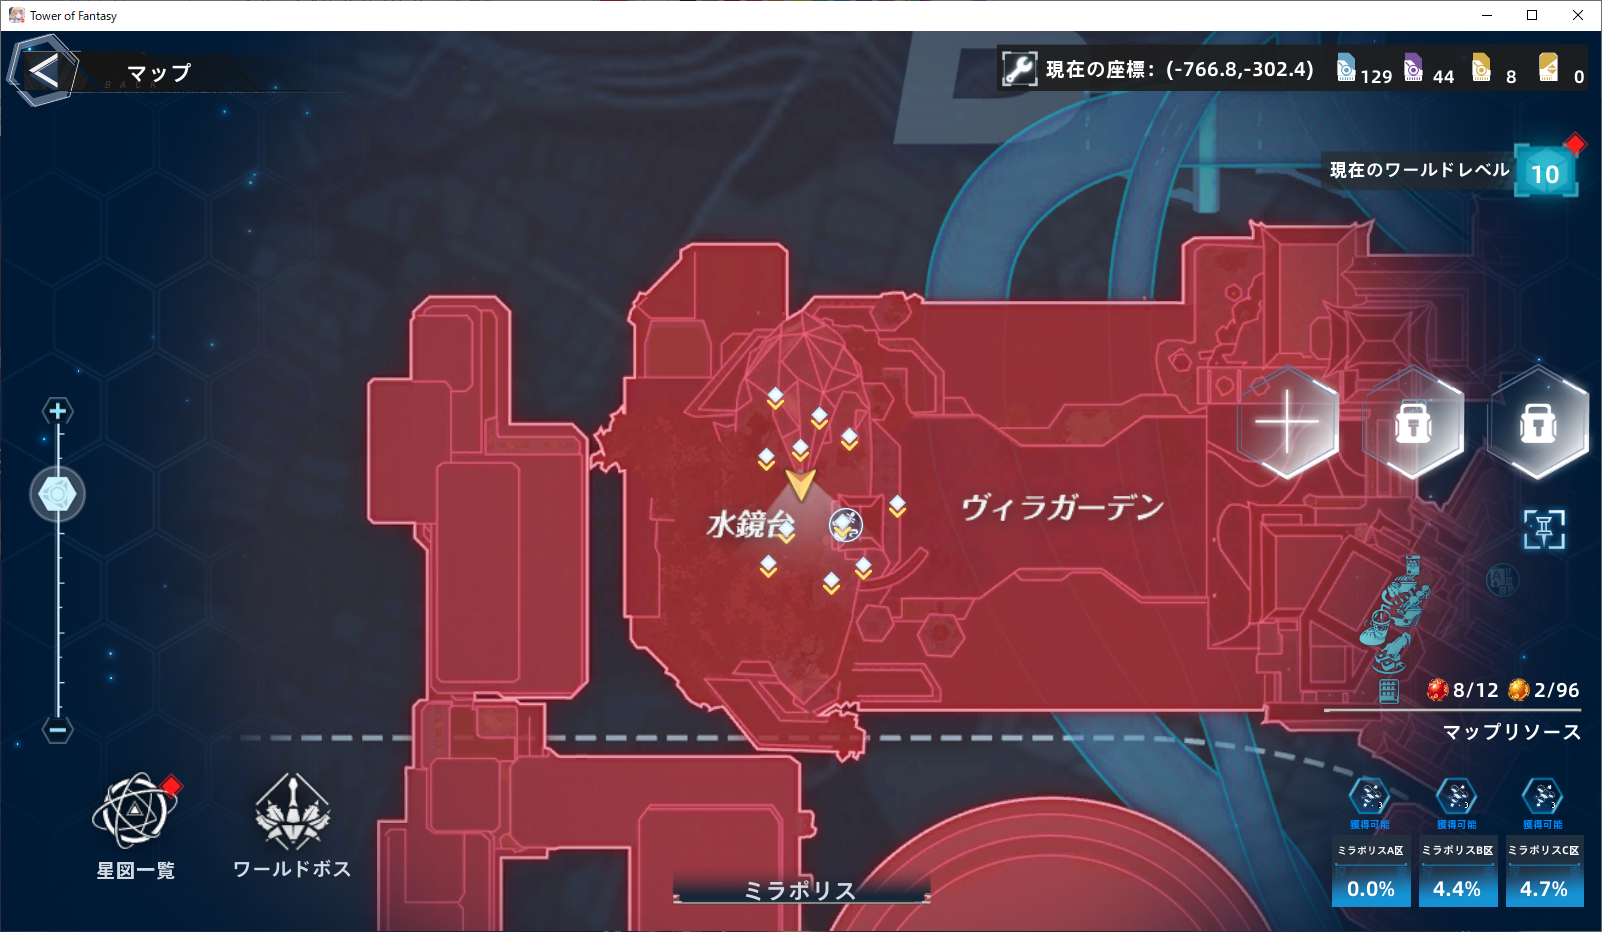 Tower of Fantasy
マップ
BACK
現在の座標：(-766.8,-302.4)
129
44
8
0
現在のワールドレベル
10
水鏡台
ヴィラガーデン
8/12
2/96
マップリソース
星図一覧
ワールドボス
ミラポリス
3
3
3
獲得可能
獲得可能
獲得可能
ミラポリスA区
ミラポリスB区
ミラポリスC区
0.0%
4.4%
4.7%